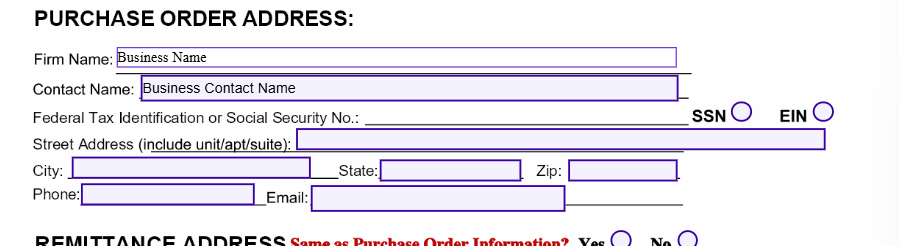 PURCHASE ORDER ADDRESS:
Firm Name: Business Name
Contact Name: Business Contact Name
Federal Tax Identification or Social Security No.: SSN EIN
Street Address (include unit/apt/suite):
City: State: Zip:
Phone: Email:
REMITTANCE ADDRESS Same as Purchase Order Information? Yes No